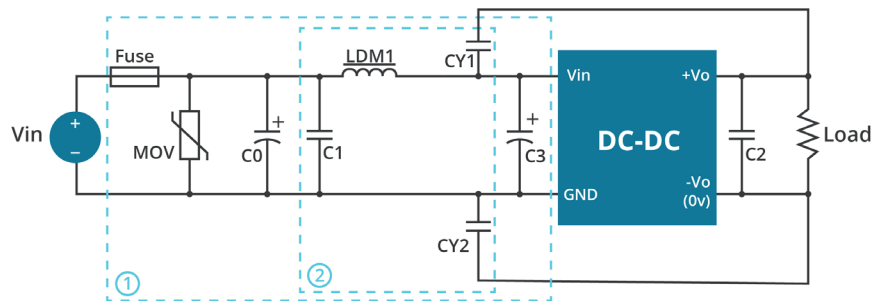 Fuse
LDM1
CY1
Vin
+Vo
Vin
+
−
MOV
+
C0
C1
+
C3
DC-DC
C2
Load
GND
-Vo
(0v)
CY2
1
2